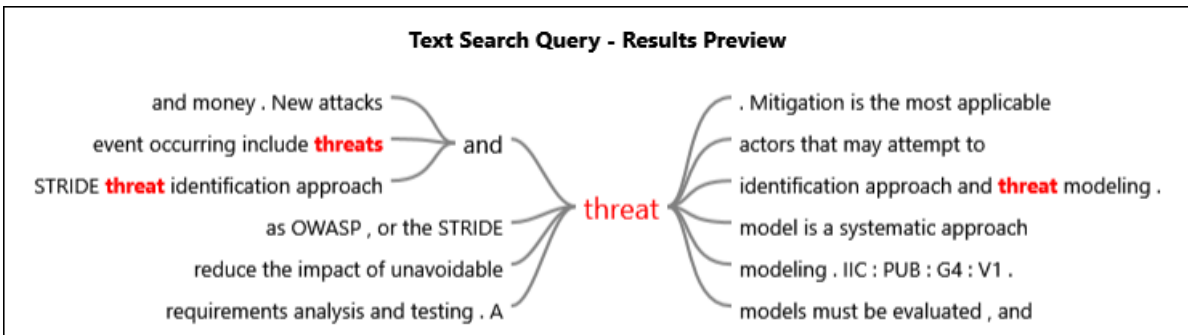 Text Search Query - Results Preview
and money . New attacks
event occurring include threats
STRIDE threat identification approach
and
as OWASP , or the STRIDE
reduce the impact of unavoidable
requirements analysis and testing . A
threat
. Mitigation is the most applicable
actors that may attempt to
identification approach and threat modeling .
model is a systematic approach
modeling . IIC : PUB : G4 : V1 .
models must be evaluated , and